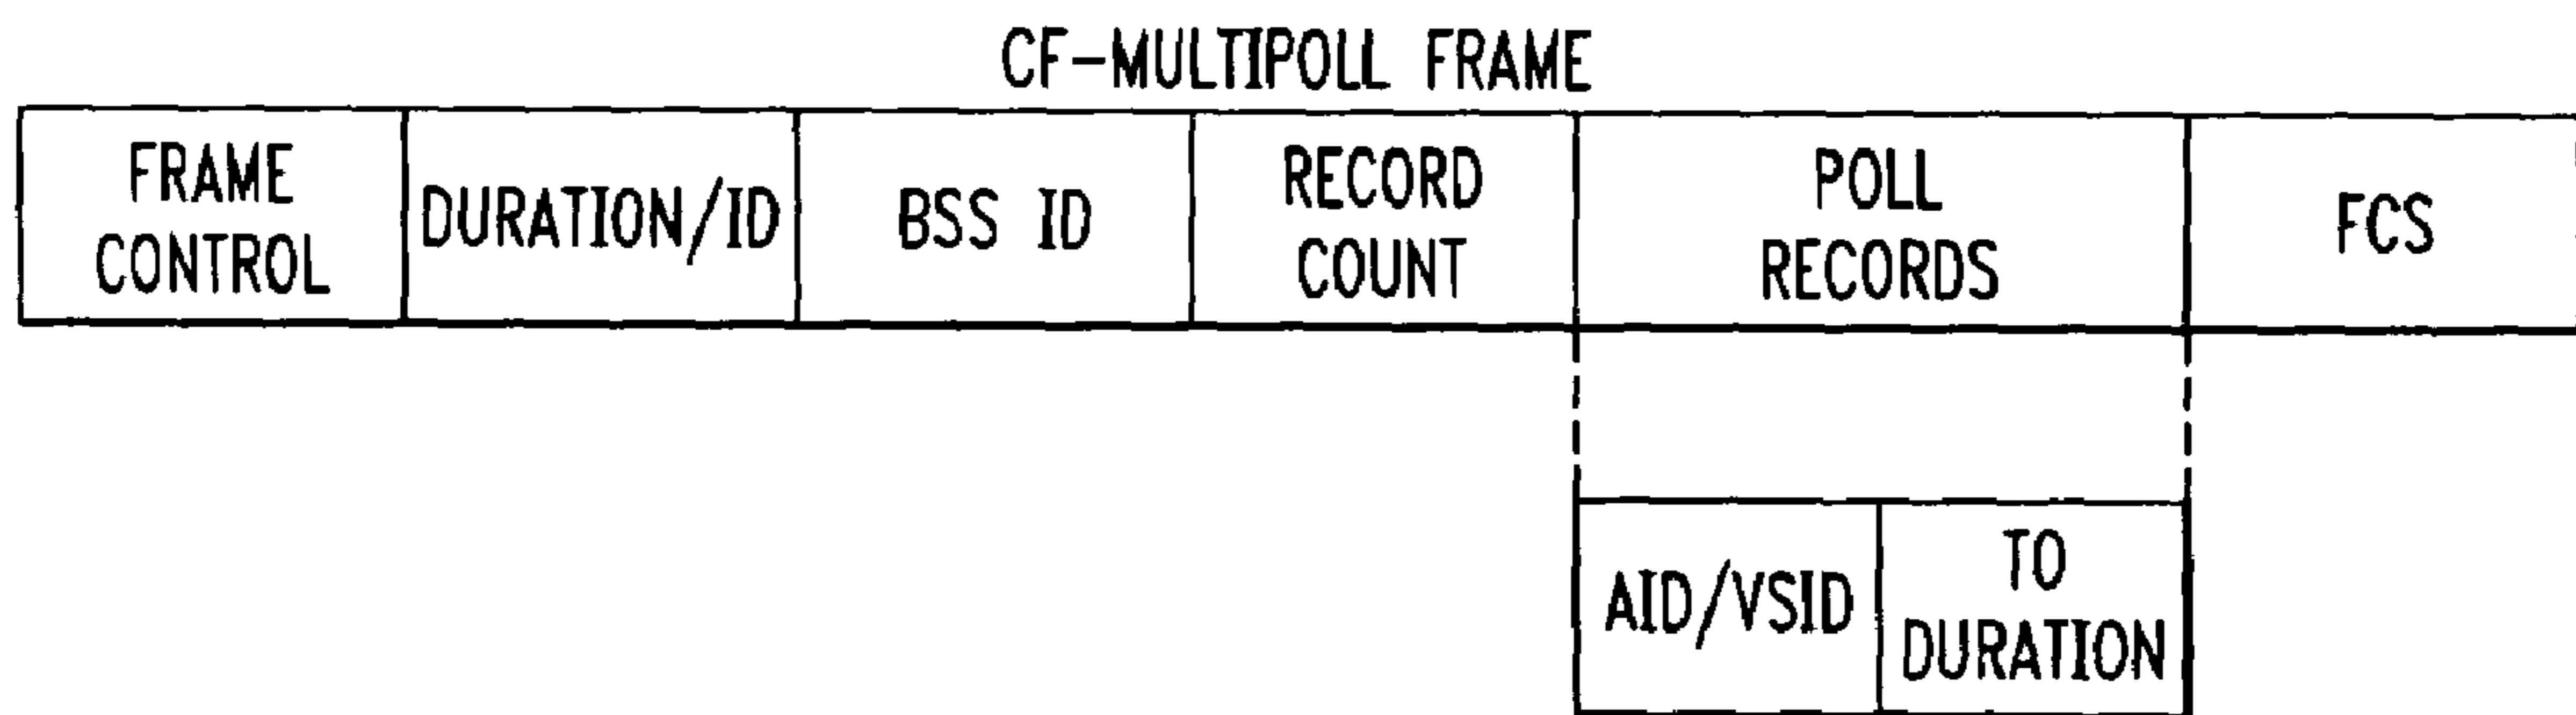 CF-MULTIPOLL FRAME
FRAME
CONTROL
DURATION/ID
BSS ID
RECORD
COUNT
POLL
RECORDS
FCS
AID/VSID
TO
DURATION